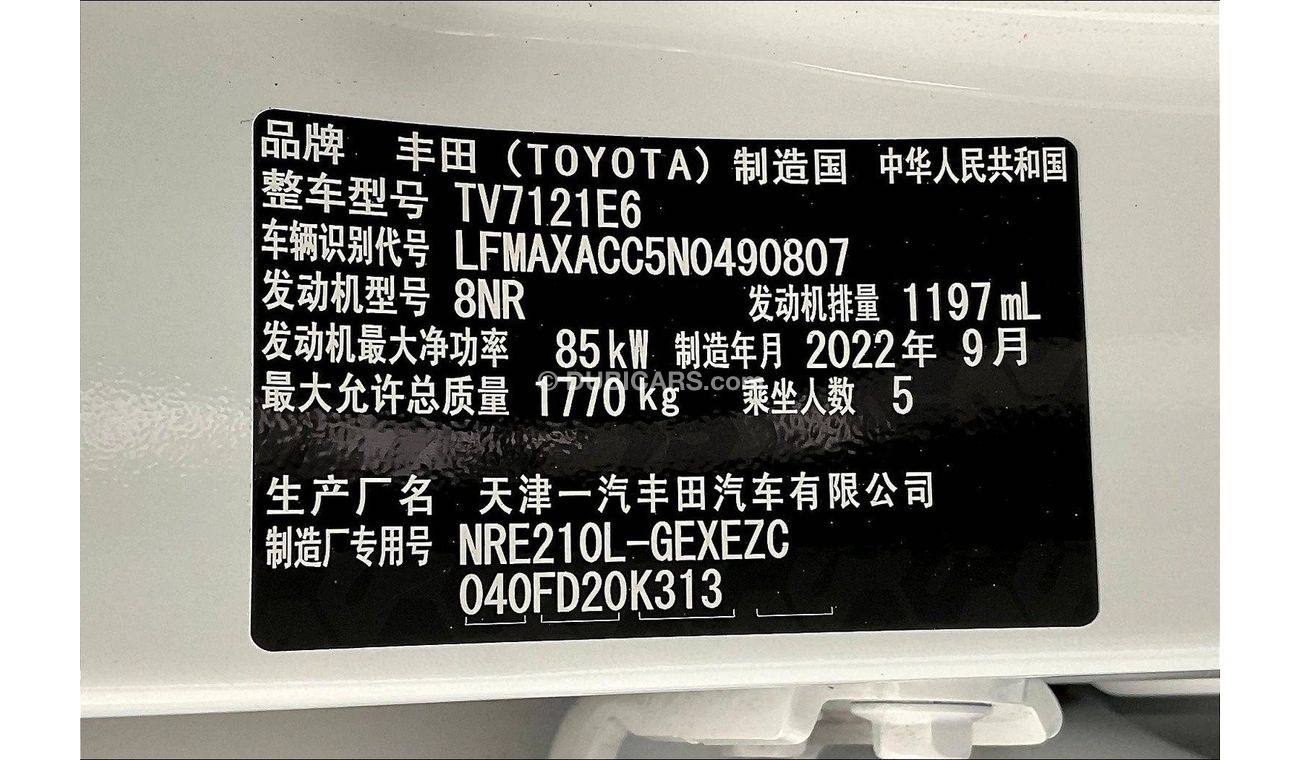 品牌 丰田（TOYOTA）制造国 中华人民共和国
整车型号 TV7121E6
车辆识别代号 LFMAXACC5N0490807
发动机型号 8NR 发动机排量 1197mL
发动机最大净功率 85kW 制造年月 2022年 9月
© DUBICARS.com
最大允许总质量 1770kg 乘坐人数 5
生产厂名 天津一汽丰田汽车有限公司
制造厂专用号 NRE210L-GEXEZC
040FD20K313